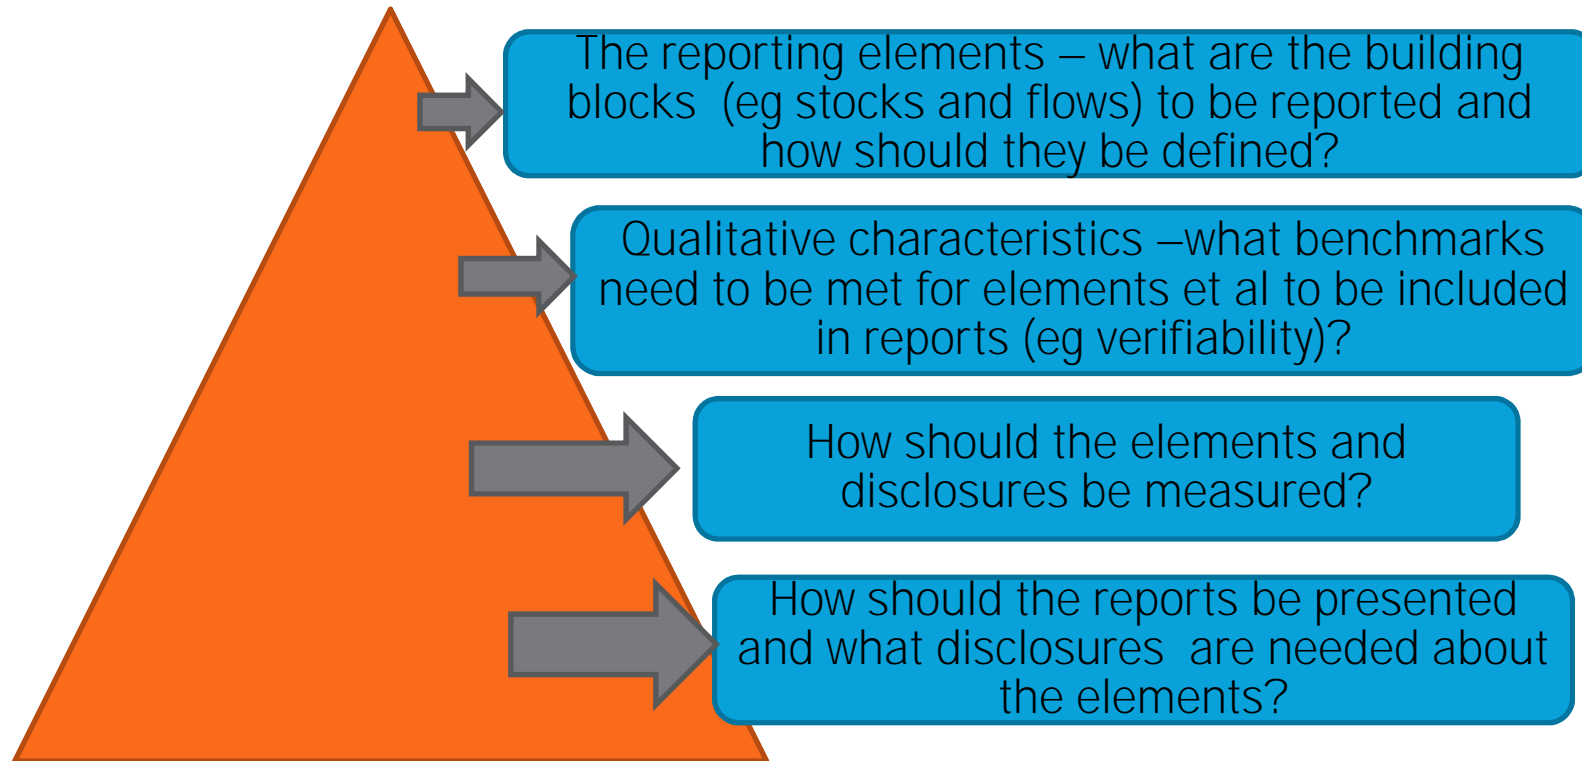 The reporting elements – what are the building
blocks  (eg stocks and flows) to be reported and
how should they be defined?
Qualitative characteristics –what benchmarks
need to be met for elements et al to be included
in reports (eg verifiability)?
How should the elements and
disclosures be measured?
How should the reports be presented
and what disclosures  are needed about
the elements?